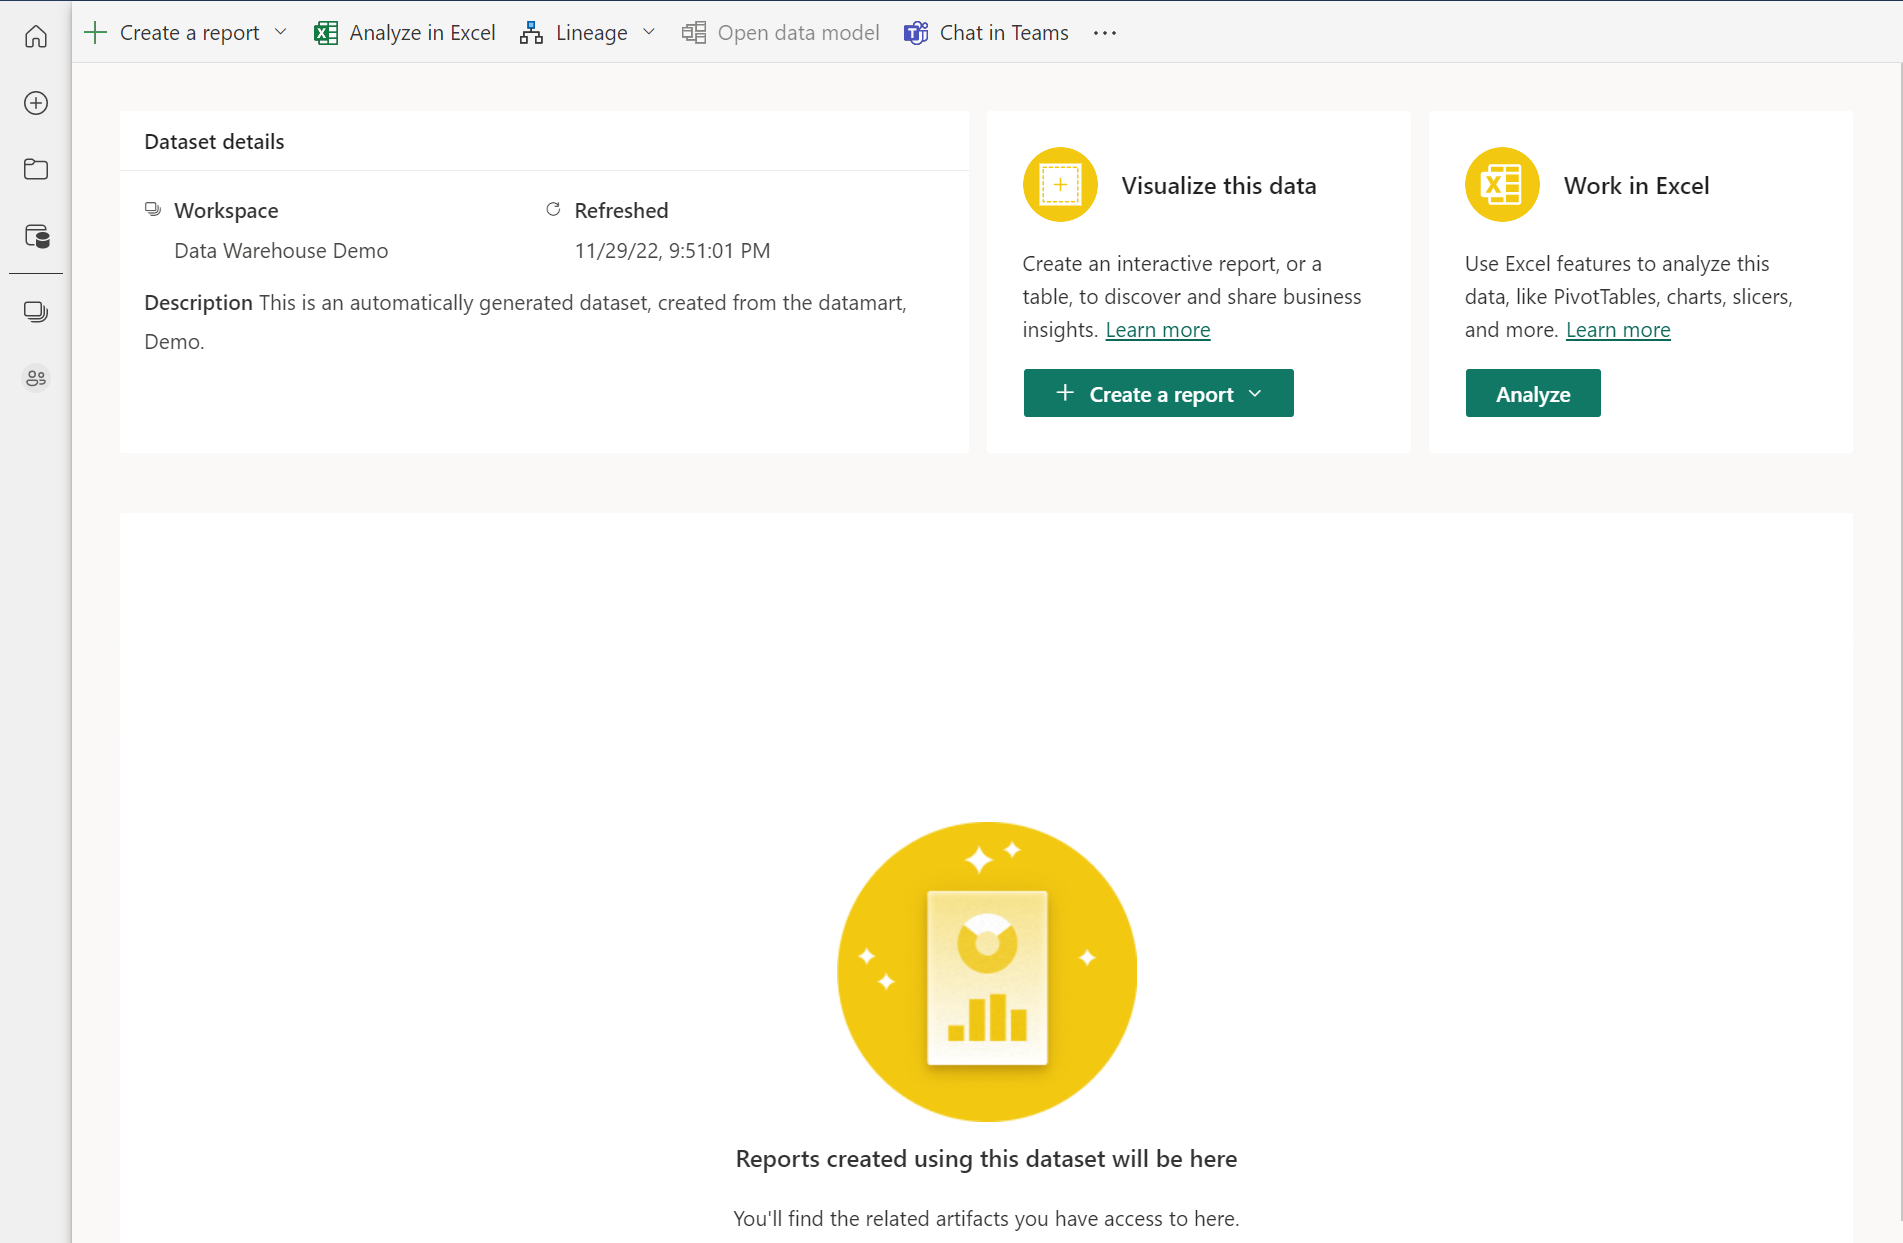 Create a report
Analyze in Excel
Lineage
Open data model
Chat in Teams
Dataset details
Workspace
Data Warehouse Demo
Refreshed
11/29/22, 9:51:01 PM
Description This is an automatically generated dataset, created from the datamart,
Demo.
Visualize this data
Create an interactive report, or a
table, to discover and share business
insights. Learn more
Create a report
Work in Excel
Use Excel features to analyze this
data, like PivotTables, charts, slicers,
and more. Learn more
Analyze
Reports created using this dataset will be here
You'll find the related artifacts you have access to here.